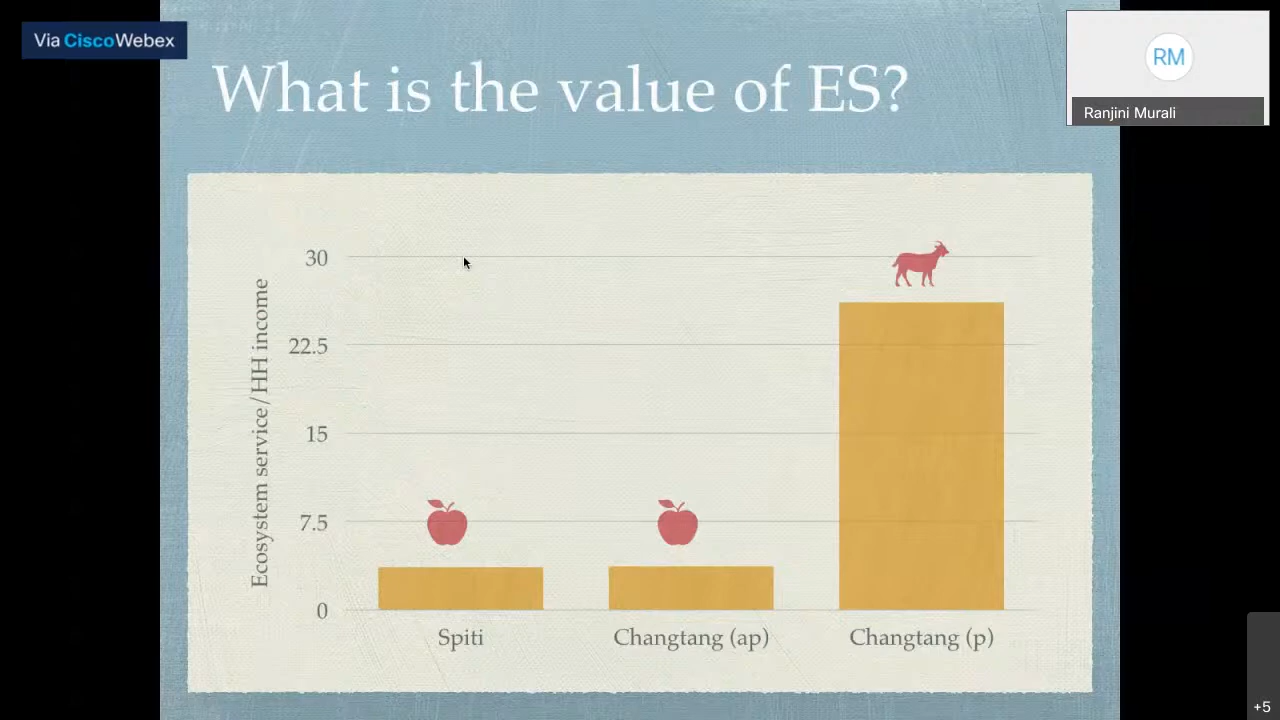 Via CiscoWebex
What is the value of ES?
RM
Ranjini Murali
Ecosystem service/HH income
30
22.5
15
7.5
0
Spiti
Changtang (ap)
Changtang (p)
+5